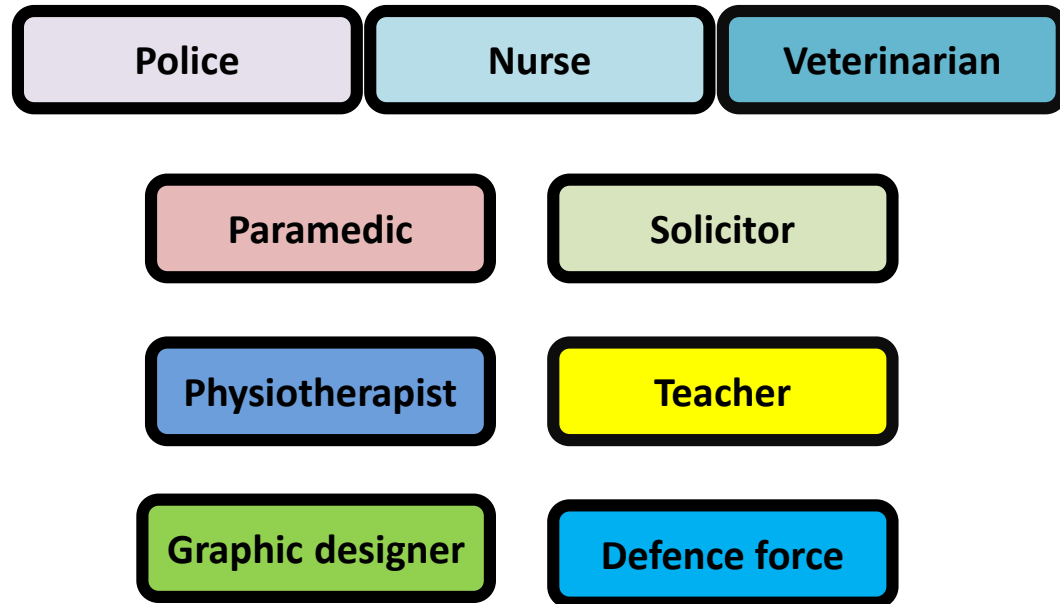 Police
Nurse
Veterinarian
Paramedic
Solicitor
Physiotherapist
Teacher
Graphic designer
Defence force